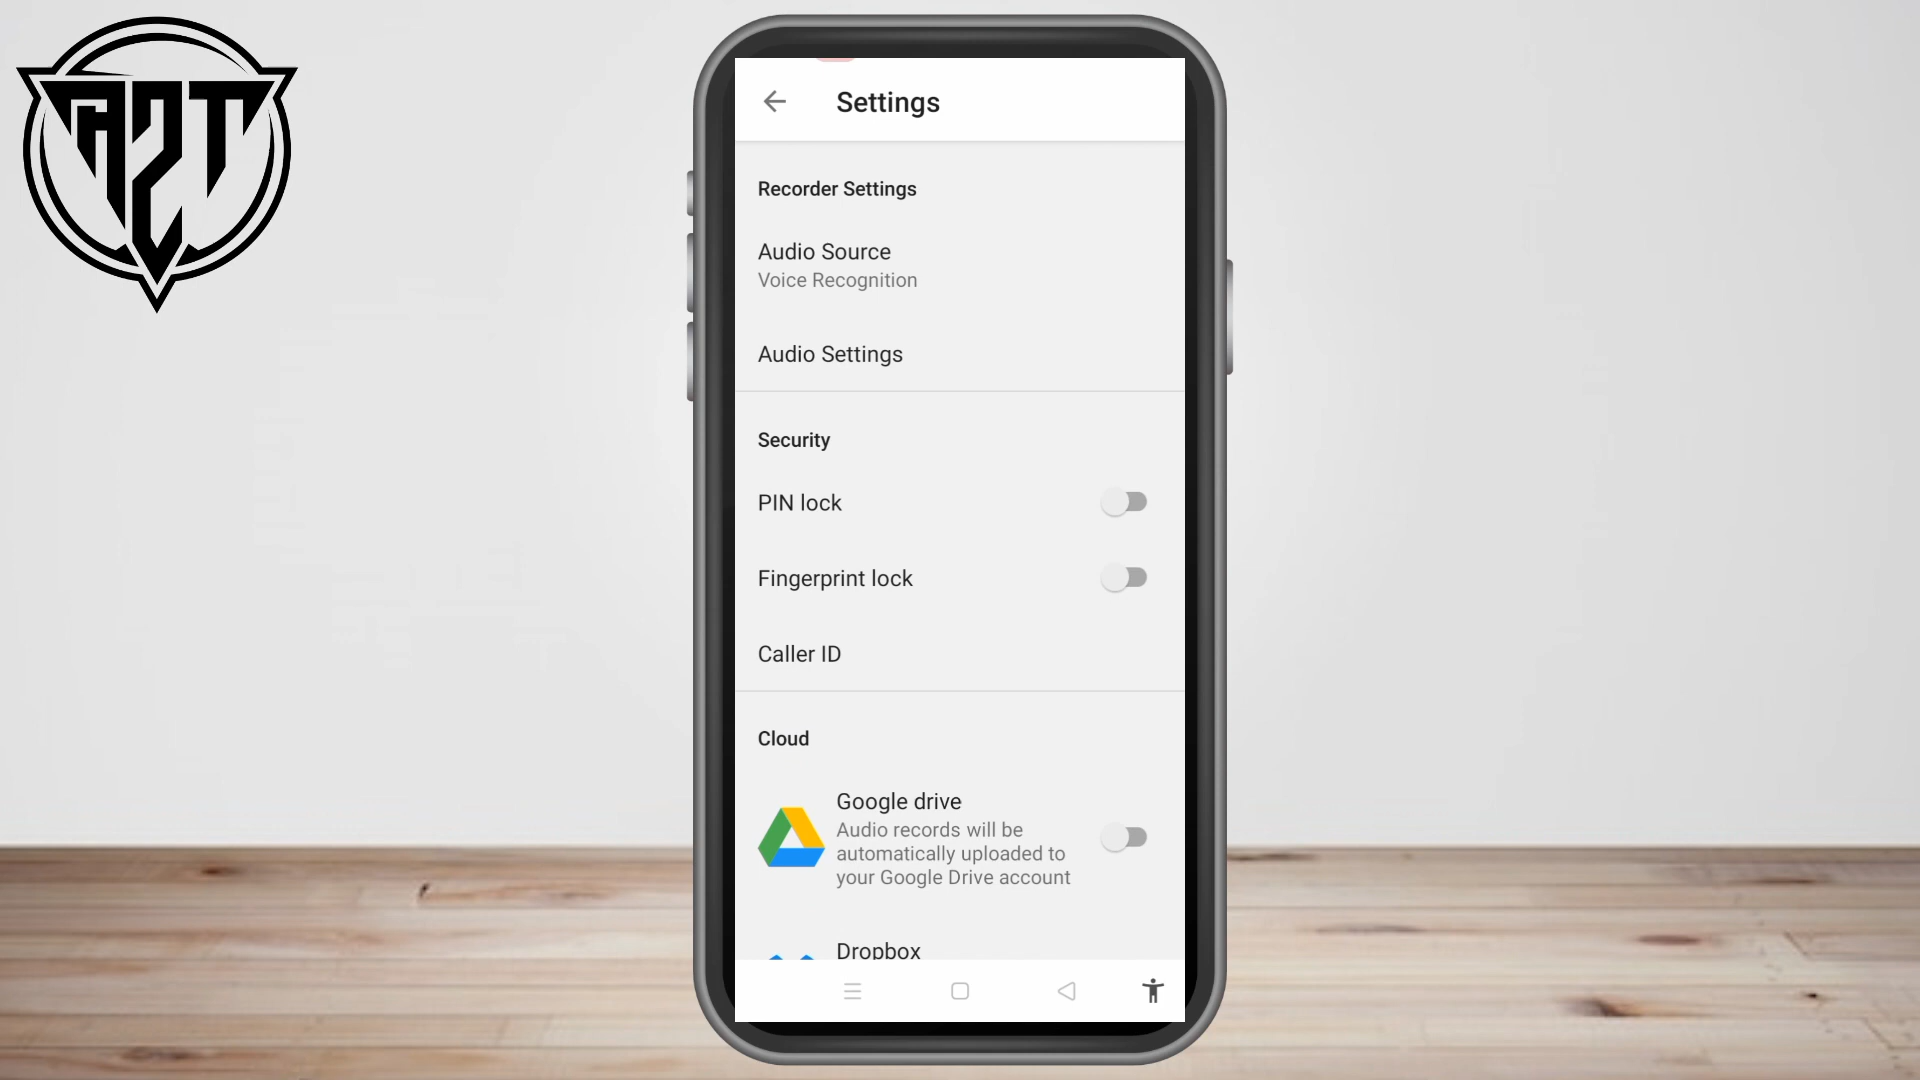 A2T
Settings
Recorder Settings
Audio Source
Voice Recognition
Audio Settings
Security
PIN lock
Fingerprint lock
Caller ID
Cloud
Google drive
Audio records will be
automatically uploaded to
your Google Drive account
Dropbox